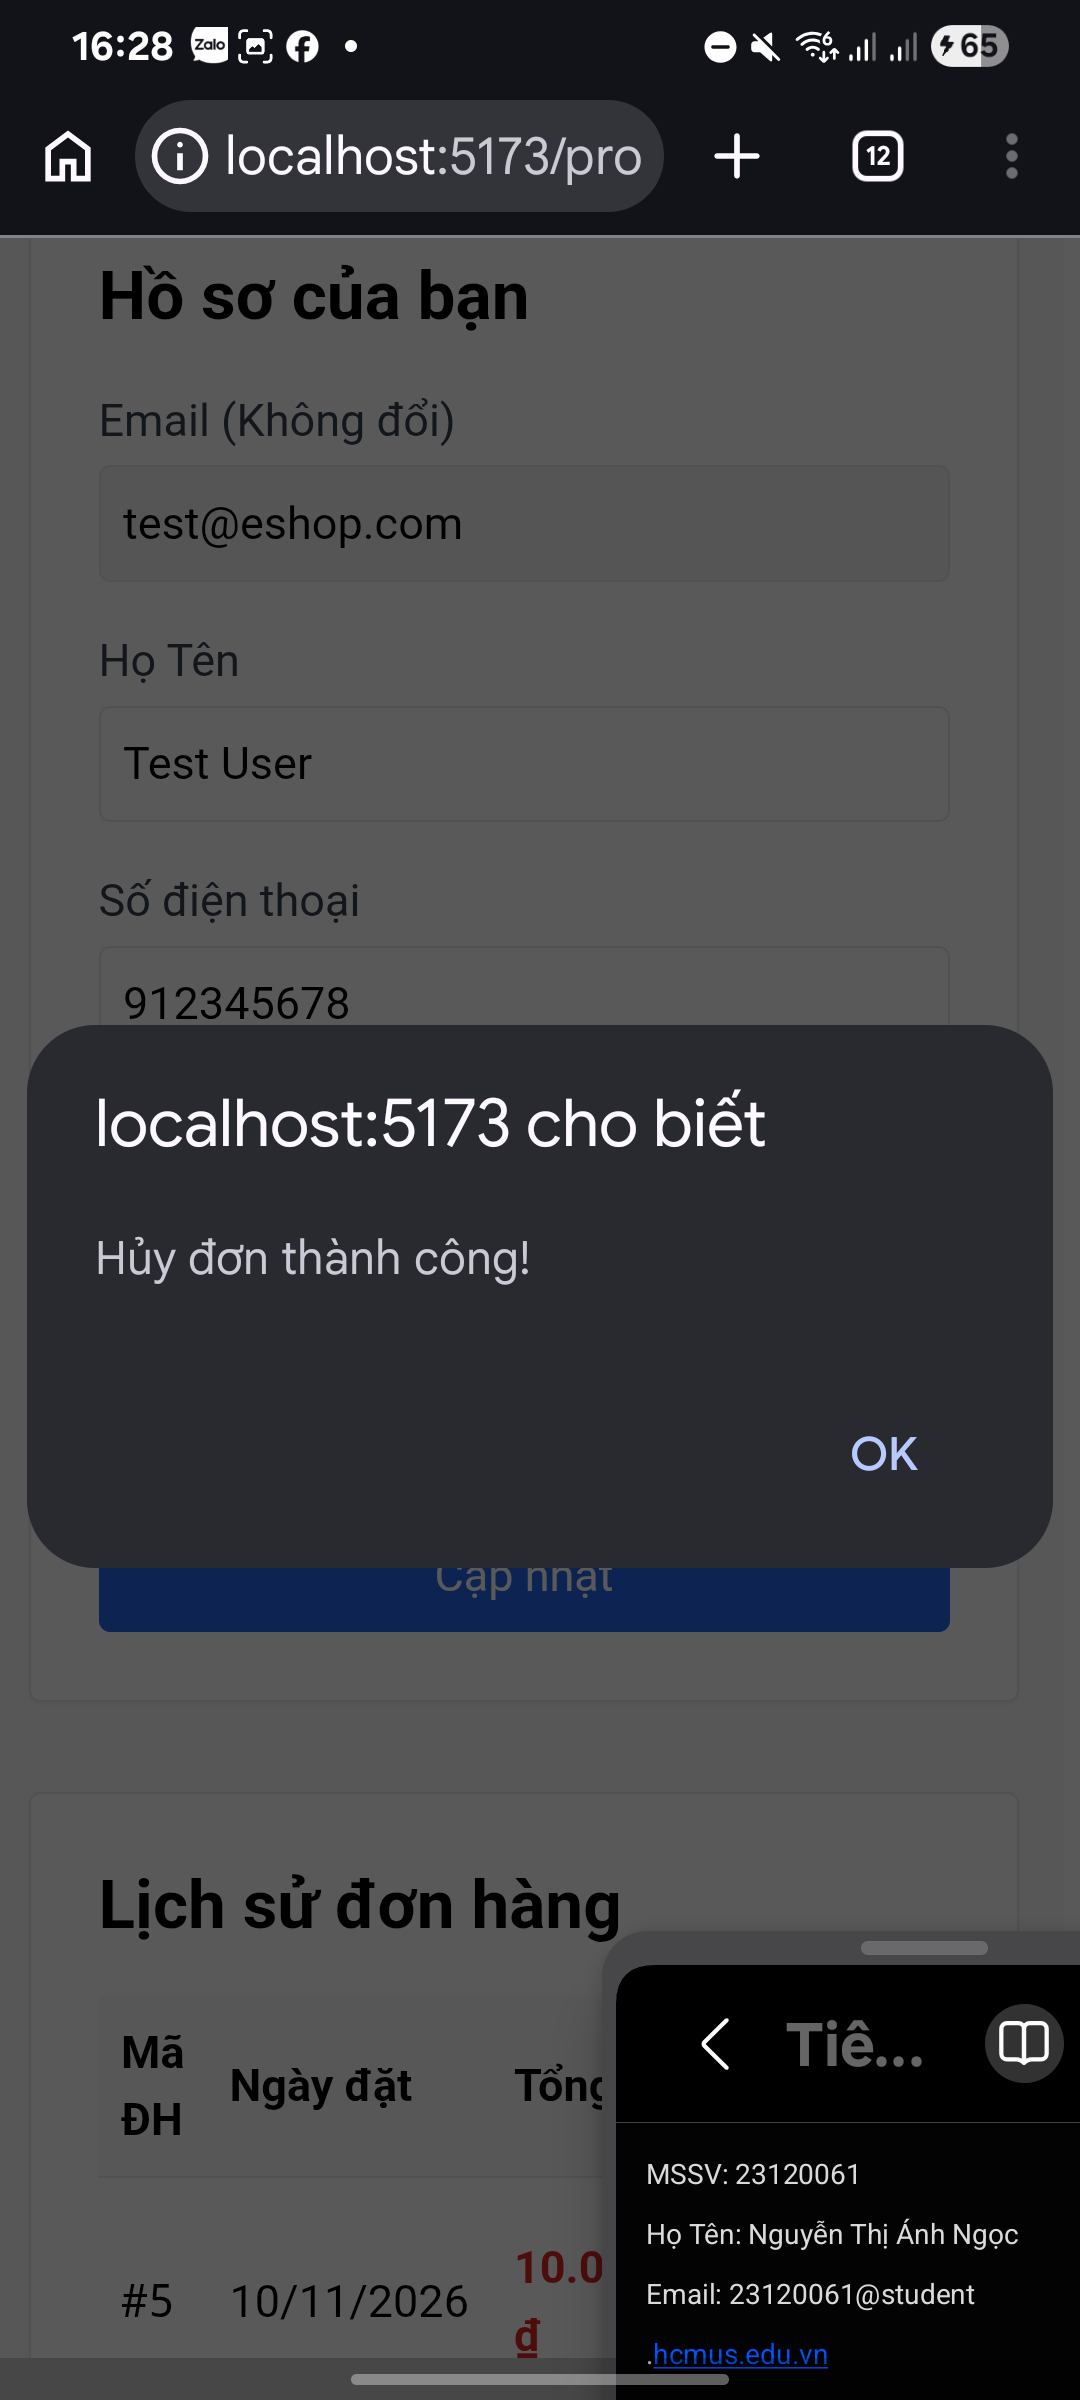 16:28 Zalo 6 65
localhost:5173/pro
12
Hồ sơ của bạn
Email (Không đổi)
test@eshop.com
Họ Tên
Test User
Số điện thoại
912345678
localhost:5173 cho biết
Hủy đơn thành công!
OK
Cập nhật
Lịch sử đơn hàng
Mã ĐH
Ngày đặt
Tổng
#5
10/11/2026
10.0
₫
Tiê...
MSSV: 23120061
Họ Tên: Nguyễn Thị Ánh Ngọc
Email: 23120061@student
.hcmus.edu.vn